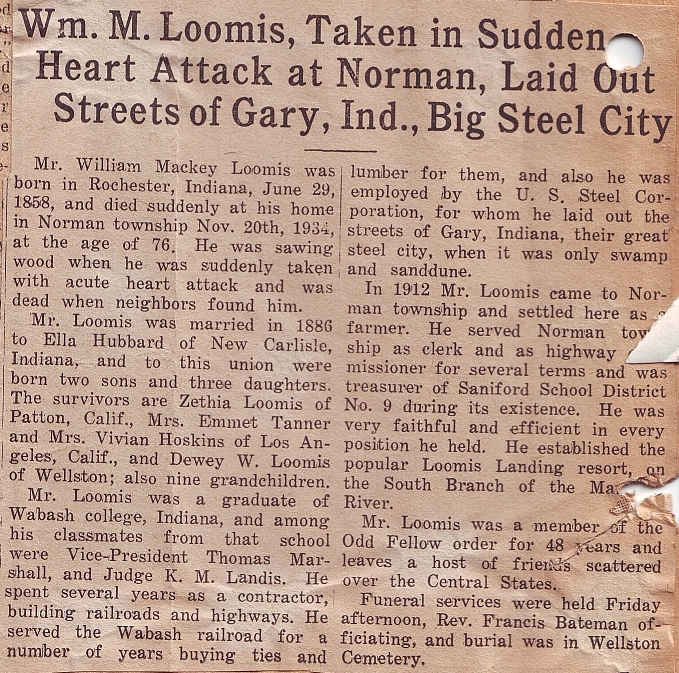 Wm. M. Loomis, Taken in Sudden
Heart Attack at Norman, Laid Out
Streets of Gary, Ind., Big Steel City
Mr. William Mackey Loomis was
born in Rochester, Indiana, June 29,
1858, and died suddenly at his home
in Norman township Nov. 20th, 1934,
at the age of 76. He was sawing
wood when he was suddenly taken
with acute heart attack and was
dead when neighbors found him.
Mr. Loomis was married in 1886
to Ella Hubbard of New Carlisle,
Indiana, and to this union were
born two sons and three daughters.
The survivors are Zethia Loomis of
Patton, Calif., Mrs. Emmet Tanner
and Mrs. Vivian Hoskins of Los An-
geles, Calif., and Dewey W. Loomis
of Wellston; also nine grandchildren.
Mr. Loomis was a graduate of
Wabash college, Indiana, and among
his classmates from that school
were Vice-President Thomas Mar-
shall, and Judge K. M. Landis. He
spent several years as a contractor,
building railroads and highways. He
served the Wabash railroad for a
number of years buying ties and
lumber for them, and also he was
employed by the U. S. Steel Cor-
poration, for whom he laid out the
streets of Gary, Indiana, their great
steel city, when it was only swamp
and sanddune.
In 1912 Mr. Loomis came to Nor-
man township and settled here as
farmer. He served Norman tow
ship as clerk and as highway
missioner for several terms and was
treasurer of Saniford School District
No. 9 during its existence. He was
very faithful and efficient in every
position he held. He established the
popular Loomis Landing resort, on
the South Branch of the Ma
River.
Mr. Loomis was a member of the
Odd Fellow order for 48 years and
leaves a host of friends scattered
over the Central States.
Funeral services were held Friday
afternoon, Rev. Francis Bateman of-
ficiating, and burial was in Wellston
Cemetery.